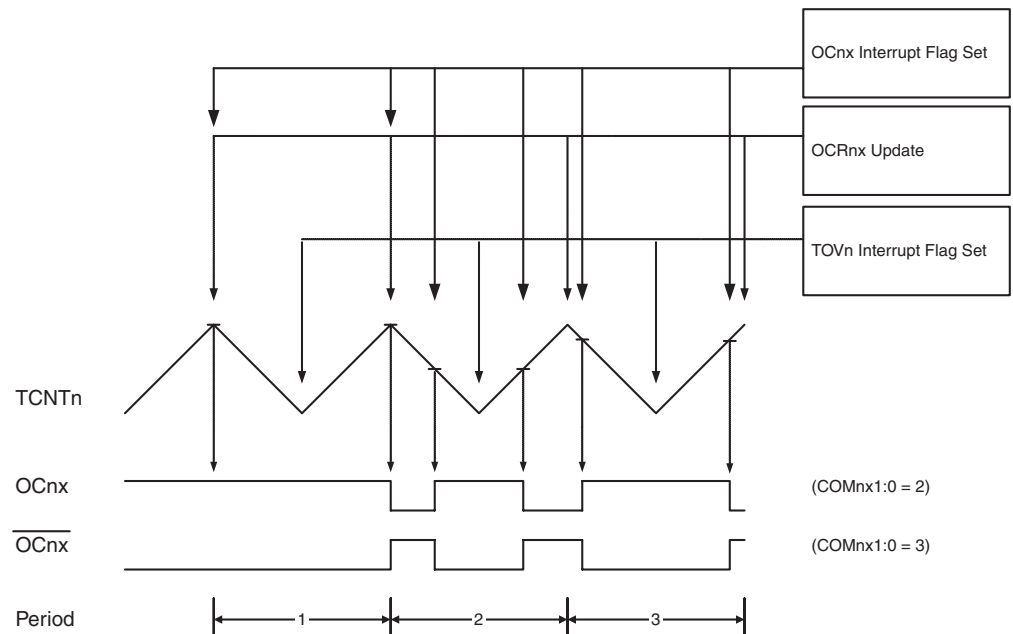 OCnx Interrupt Flag Set
OCRnx Update
TOVn Interrupt Flag Set
TCNTn
OCnx
(COMnx1:0 = 2)
OCnx
(COMnx1:0 = 3)
Period
1
2
3